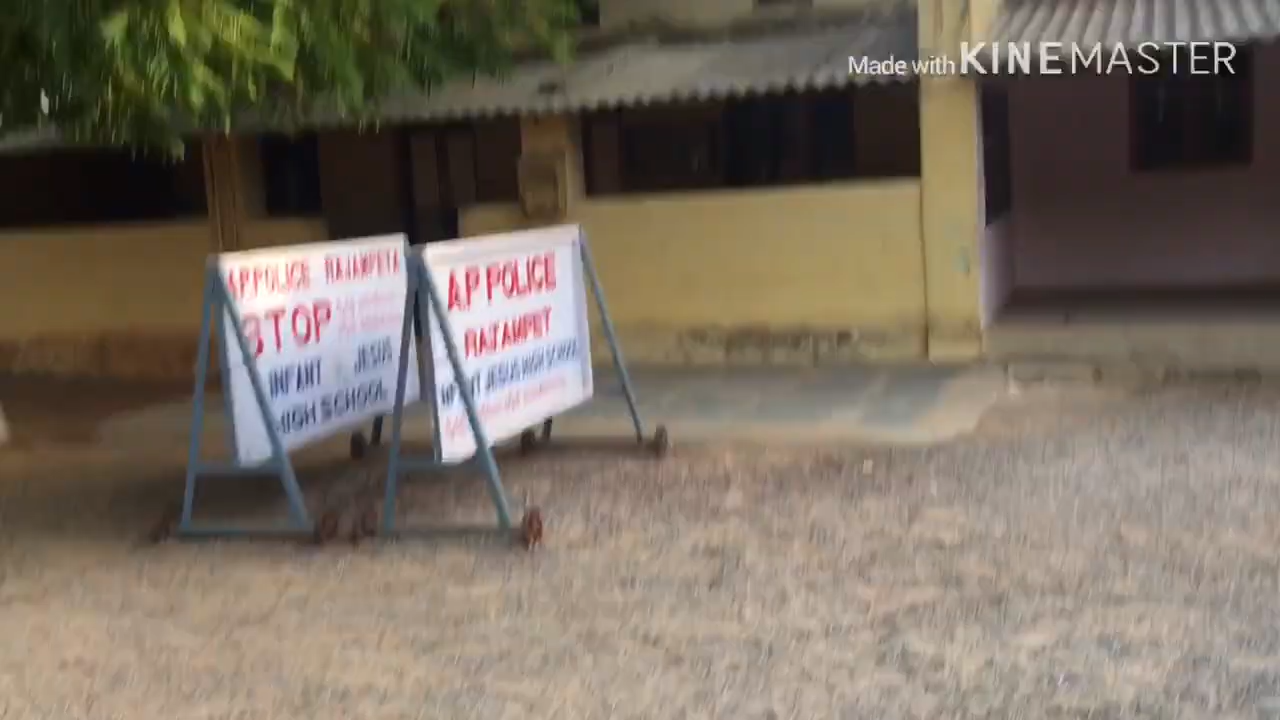 Made with KINEMASTER
AP POLICE RAJAMPETA
STOP
INFANT JESUS
HIGH SCHOOL
AP POLICE
RAJAMPET
INFANT JESUS HIGH SCHOOL